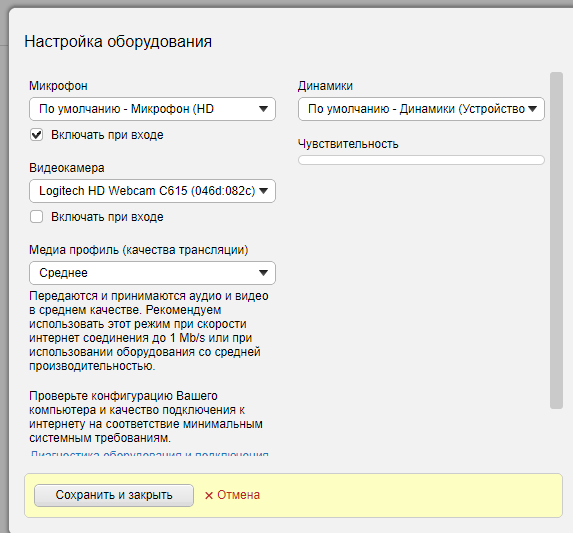 Настройка оборудования
Микрофон
По умолчанию - Микрофон (HD
Включать при входе
Видеокамера
Logitech HD Webcam C615 (046d:082c)
Включать при входе
Медиа профиль (качества трансляции)
Среднее
Передаются и принимаются аудио и видео
в среднем качестве. Рекомендуем
использовать этот режим при скорости
интернет соединения до 1 Mb/s или при
использовании оборудования со средней
производительностью.
Проверьте конфигурацию Вашего
компьютера и качество подключения к
интернету на соответствие минимальным
системным требованиям.
Диагностика оборудования и подключения
Динамики
По умолчанию - Динамики (Устройство
Чувствительность
Сохранить и закрыть
Отмена